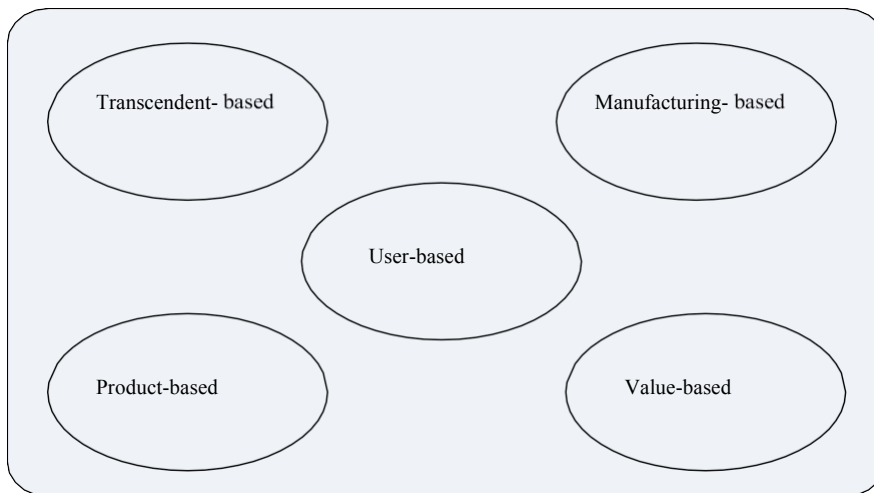 Transcendent- based
Manufacturing- based
User-based
Product-based
Value-based